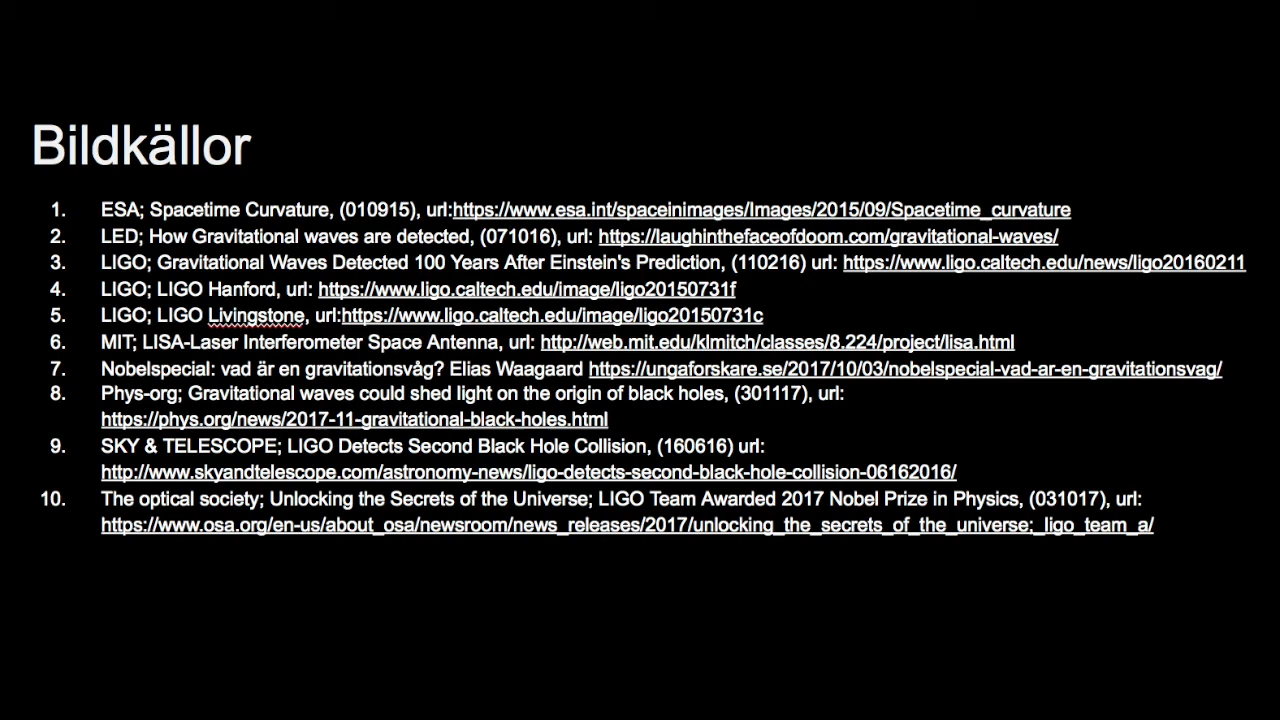 Bildkällor
1. ESA; Spacetime Curvature, (010915), url:https://www.esa.int/spaceinimages/Images/2015/09/Spacetime_curvature
2. LED; How Gravitational waves are detected, (071016), url: https://laughinthefaceofdoom.com/gravitational-waves/
3. LIGO; Gravitational Waves Detected 100 Years After Einstein's Prediction, (110216) url: https://www.ligo.caltech.edu/news/ligo20160211
4. LIGO; LIGO Hanford, url: https://www.ligo.caltech.edu/image/ligo20150731f
5. LIGO; LIGO Livingstone, url:https://www.ligo.caltech.edu/image/ligo20150731c
6. MIT; LISA-Laser Interferometer Space Antenna, url: http://web.mit.edu/klmitch/classes/8.224/project/lisa.html
7. Nobelspecial: vad är en gravitationsvåg? Elias Waagaard https://ungaforskare.se/2017/10/03/nobelspecial-vad-ar-en-gravitationsvag/
8. Phys-org; Gravitational waves could shed light on the origin of black holes, (301117), url:
https://phys.org/news/2017-11-gravitational-black-holes.html
9. SKY & TELESCOPE; LIGO Detects Second Black Hole Collision, (160616) url:
http://www.skyandtelescope.com/astronomy-news/ligo-detects-second-black-hole-collision-06162016/
10. The optical society; Unlocking the Secrets of the Universe; LIGO Team Awarded 2017 Nobel Prize in Physics, (031017), url:
https://www.osa.org/en-us/about_osa/newsroom/news_releases/2017/unlocking_the_secrets_of_the_universe;_ligo_team_a/